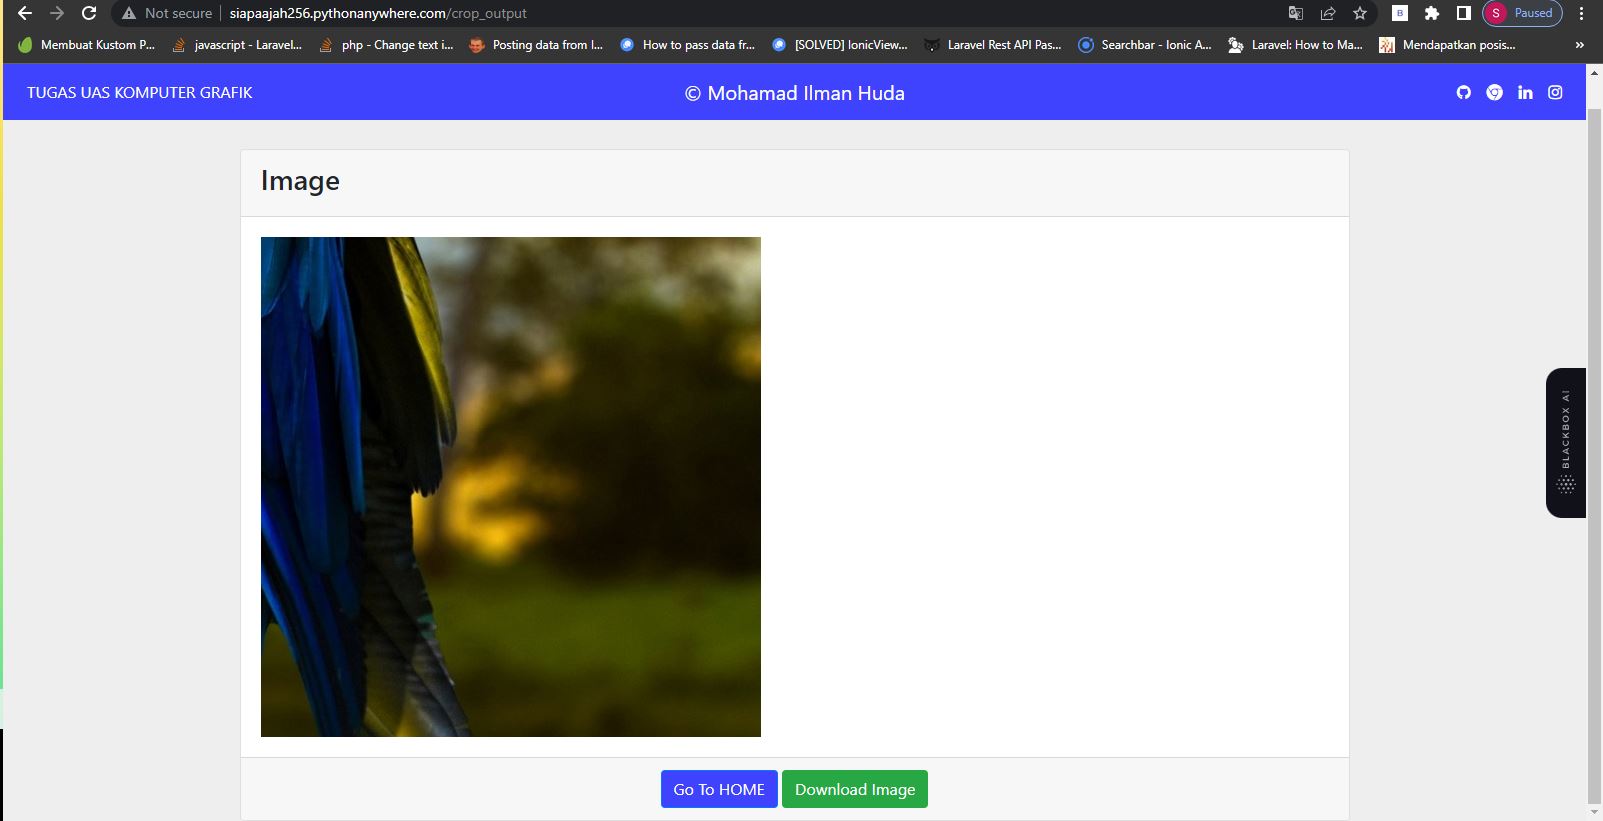 Not secure siapaajah256.pythonanywhere.com/crop_output B S Paused
Membuat Kustom P... javascript - Laravel... php - Change text i... Posting data from I... How to pass data fr... [SOLVED] IonicView... Laravel Rest API Pas... Searchbar - Ionic A... Laravel: How to Ma... Mendapatkan posis... »
TUGAS UAS KOMPUTER GRAFIK © Mohamad Ilman Huda
Image
BLACKBOX AI
Go To HOME Download Image